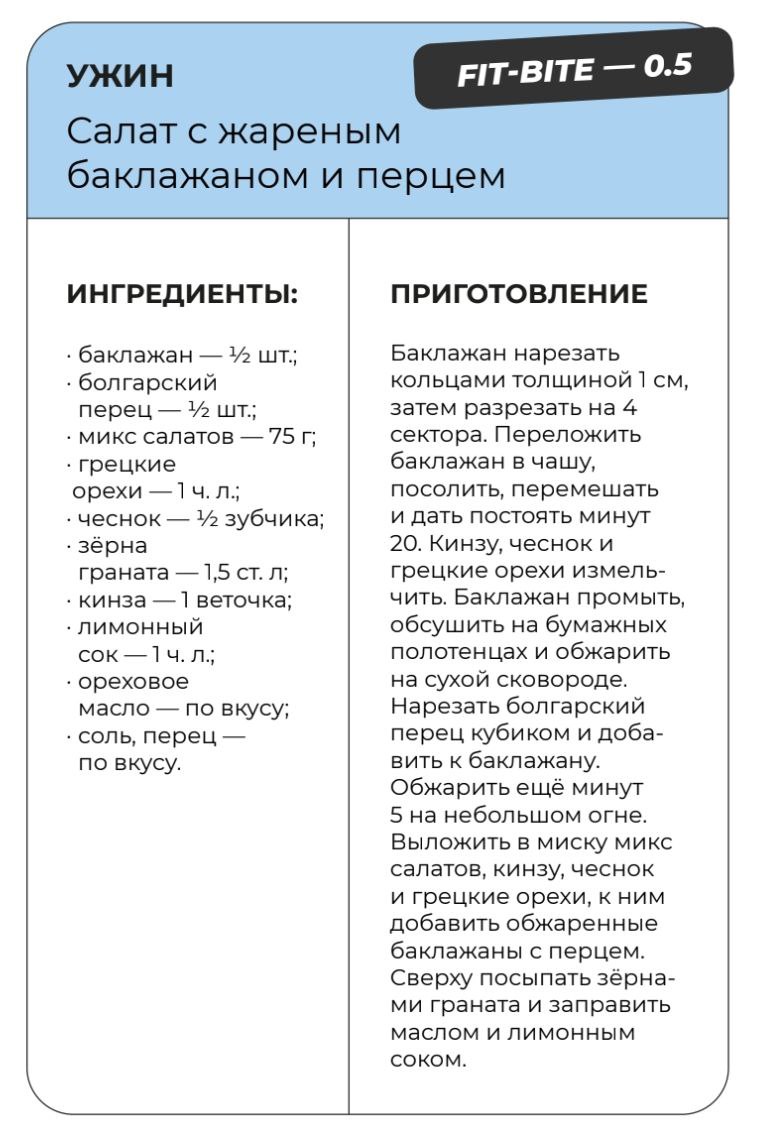 УЖИН
FIT-BITE — 0.5
Салат с жареным
баклажаном и перцем
ИНГРЕДИЕНТЫ:
· баклажан — ½ шт.;
· болгарский
перец — ½ шт.;
· микс салатов — 75 г;
· грецкие
орехи — 1 ч. л.;
· чеснок — ½ зубчика;
· зёрна
граната — 1,5 ст. л;
· кинза — 1 веточка;
· лимонный
сок — 1 ч. л.;
· ореховое
масло — по вкусу;
· соль, перец —
по вкусу.
ПРИГОТОВЛЕНИЕ
Баклажан нарезать
кольцами толщиной 1 см,
затем разрезать на 4
сектора. Переложить
баклажан в чашу,
посолить, перемешать
и дать постоять минут
20. Кинзу, чеснок и
грецкие орехи измель-
чить. Баклажан промыть,
обсушить на бумажных
полотенцах и обжарить
на сухой сковороде.
Нарезать болгарский
перец кубиком и доба-
вить к баклажану.
Обжарить ещё минут
5 на небольшом огне.
Выложить в миску микс
салатов, кинзу, чеснок
и грецкие орехи, к ним
добавить обжаренные
баклажаны с перцем.
Сверху посыпать зёрна-
ми граната и заправить
маслом и лимонным
соком.